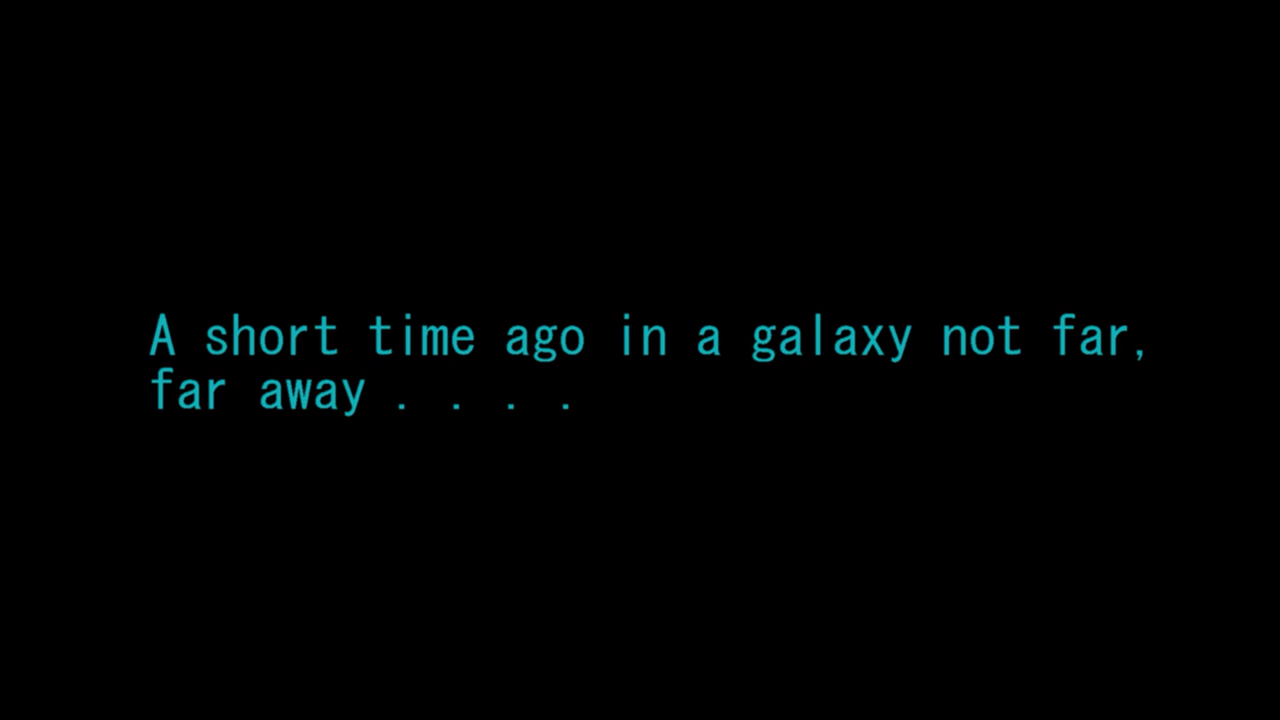 A short time ago in a galaxy not far,
far away . . . .